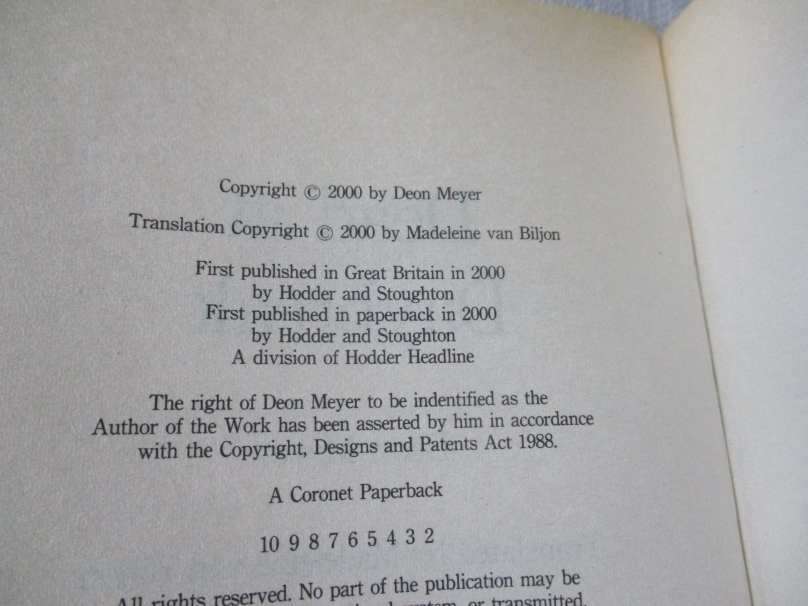 Copyright © 2000 by Deon Meyer
Translation Copyright © 2000 by Madeleine van Biljon
First published in Great Britain in 2000
by Hodder and Stoughton
First published in paperback in 2000
by Hodder and Stoughton
A division of Hodder Headline
The right of Deon Meyer to be indentified as the
Author of the Work has been asserted by him in accordance
with the Copyright, Designs and Patents Act 1988.
A Coronet Paperback
10 9 8 7 6 5 4 3 2
All rights reserved. No part of the publication may be
system, or transmitted,